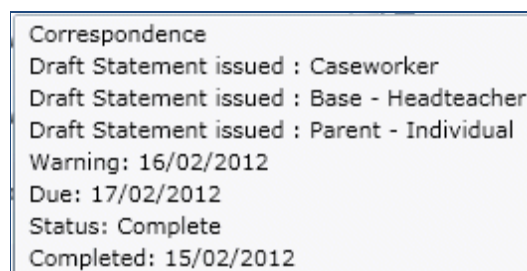 Correspondence
Draft Statement issued : Caseworker
Draft Statement issued : Base - Headteacher
Draft Statement issued : Parent - Individual
Warning: 16/02/2012
Due: 17/02/2012
Status: Complete
Completed: 15/02/2012